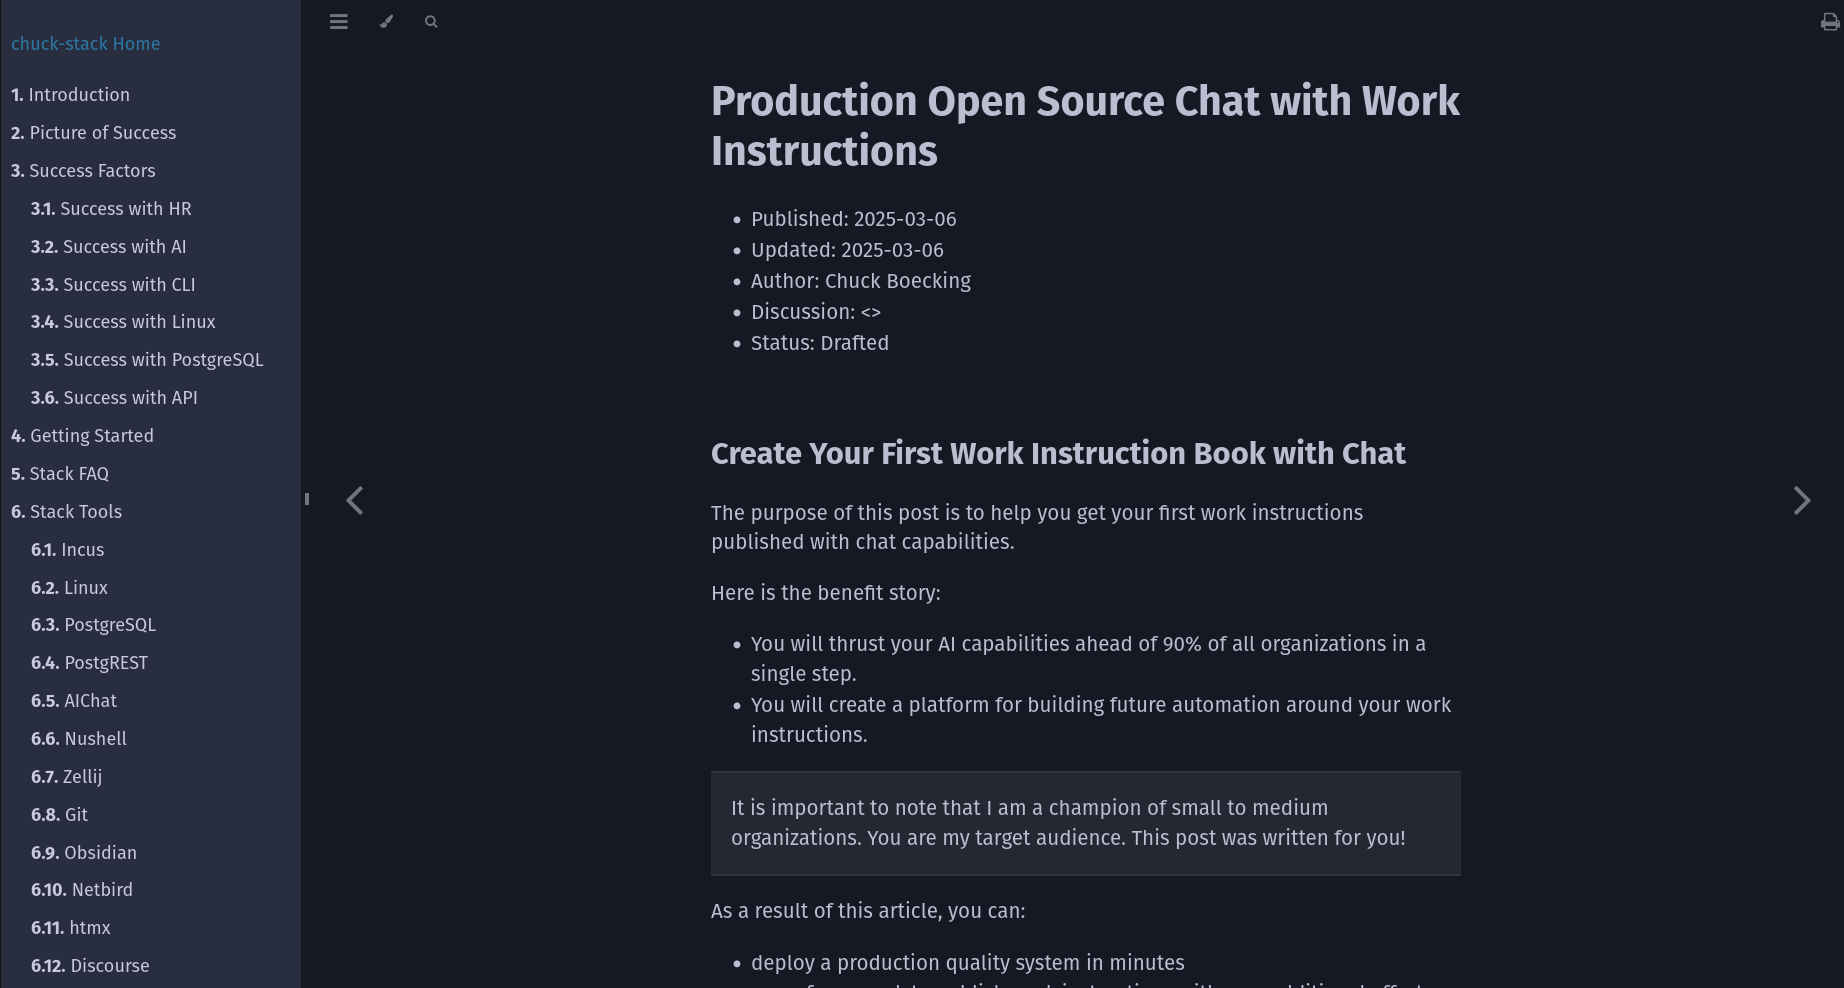 chuck-stack Home
1. Introduction
2. Picture of Success
3. Success Factors
3.1. Success with HR
3.2. Success with AI
3.3. Success with CLI
3.4. Success with Linux
3.5. Success with PostgreSQL
3.6. Success with API
4. Getting Started
5. Stack FAQ
6. Stack Tools
6.1. Incus
6.2. Linux
6.3. PostgreSQL
6.4. PostgREST
6.5. AIChat
6.6. Nushell
6.7. Zellij
6.8. Git
6.9. Obsidian
6.10. Netbird
6.11. htmx
6.12. Discourse
Production Open Source Chat with Work
Instructions
• Published: 2025-03-06
• Updated: 2025-03-06
• Author: Chuck Boecking
• Discussion: <>
• Status: Drafted
Create Your First Work Instruction Book with Chat
The purpose of this post is to help you get your first work instructions
published with chat capabilities.
Here is the benefit story:
• You will thrust your AI capabilities ahead of 90% of all organizations in a
single step.
• You will create a platform for building future automation around your work
instructions.
It is important to note that I am a champion of small to medium
organizations. You are my target audience. This post was written for you!
As a result of this article, you can:
• deploy a production quality system in minutes